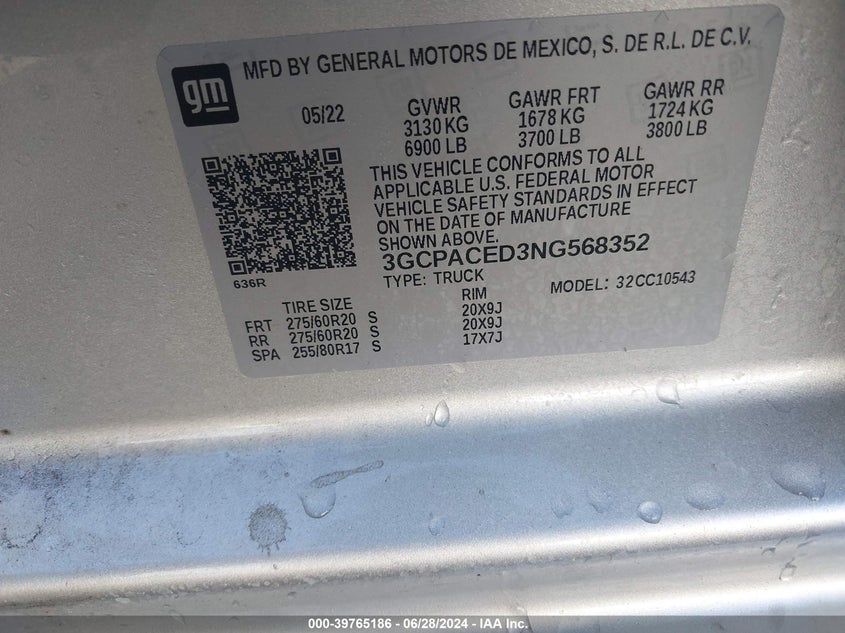 gm
MFD BY GENERAL MOTORS DE MEXICO, S. DE R.L. DE C.V.
05/22 GVWR GAWR FRT GAWR RR
3130 KG 1678 KG 1724 KG
6900 LB 3700 LB 3800 LB
THIS VEHICLE CONFORMS TO ALL
APPLICABLE U.S. FEDERAL MOTOR
VEHICLE SAFETY STANDARDS IN EFFECT
ON THE DATE OF MANUFACTURE
SHOWN ABOVE.
3GCPACED3NG568352
636R TYPE: TRUCK MODEL: 32CC10543
TIRE SIZE RIM
FRT 275/60R20 S 20X9J
RR 275/60R20 S 20X9J
SPA 255/80R17 S 17X7J
000-39765186 - 06/28/2024 - IAA Inc.